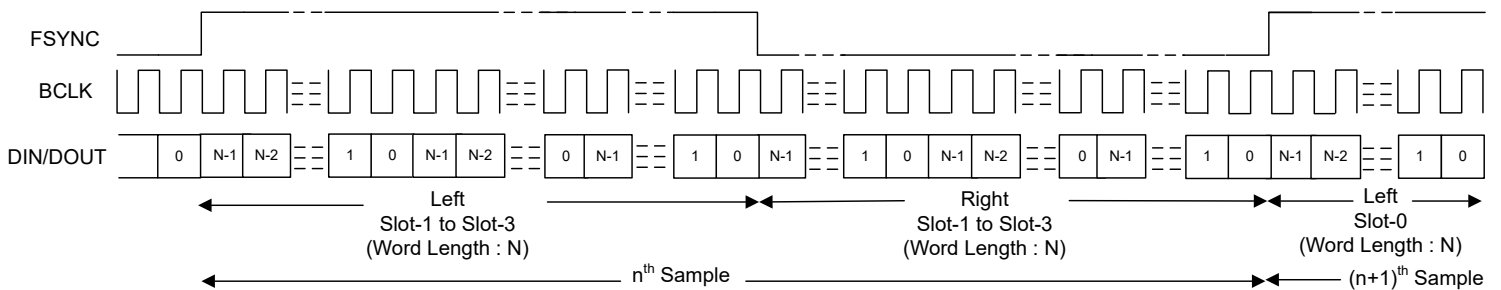 FSYNC
BCLK
DIN/DOUT 0 N-1 N-2 1 0 N-1 N-2 0 N-1 1 0 N-1 1 0 N-1 N-2 0 N-1 1 0 N-1 N-2 1 0
Left
Slot-1 to Slot-3
(Word Length : N)
Right
Slot-1 to Slot-3
(Word Length : N)
Left
Slot-0
(Word Length : N)
nth Sample
(n+1)th Sample